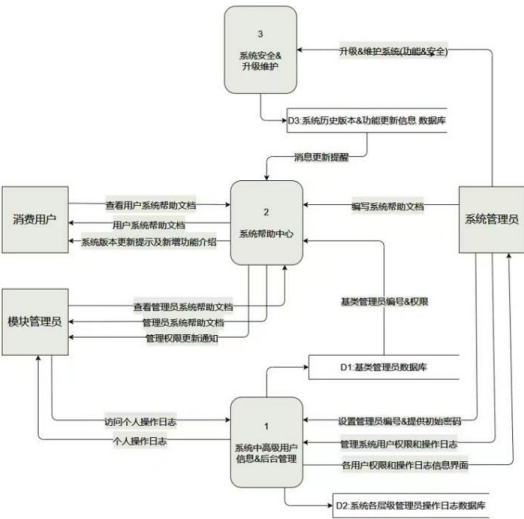 3
系统安全&
升级维护
升级&维护系统(功能&安全)
D3:系统历史版本&功能更新信息 数据库
消息更新提醒
消费用户
查看用户系统帮助文档
用户系统帮助文档
系统版本更新提示及新增功能介绍
2
系统帮助中心
编写系统帮助文档
系统管理员
模块管理员
查看管理员系统帮助文档
管理员系统帮助文档
管理权限更新通知
基类管理员编号&权限
D1:基类管理员数据库
访问个人操作日志
个人操作日志
1
系统中高级用户
信息&后台管理
设置管理员编号&提供初始密码
管理系统用户权限和操作日志
各用户权限和操作日志信息界面
D2:系统各层级管理员操作日志数据库